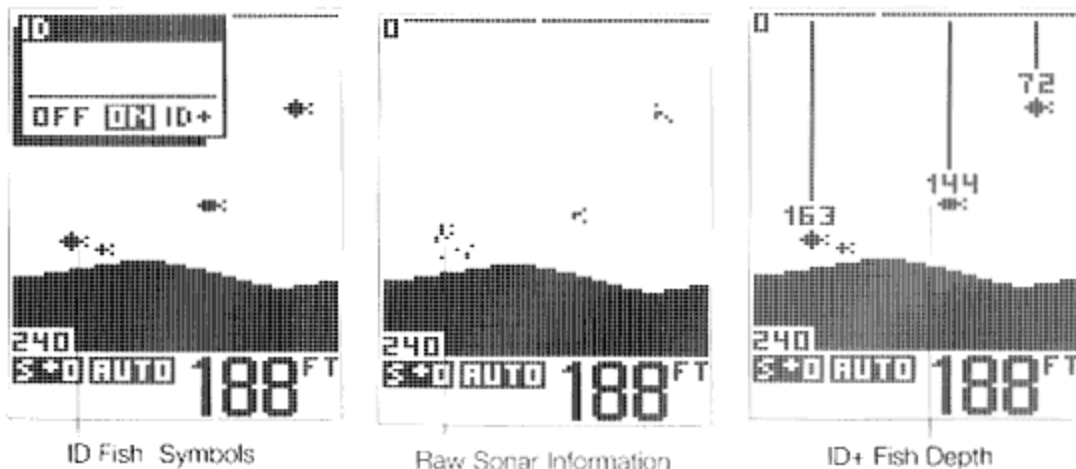 ID
OFF ON ID+
240
S*D AUTO 188 FT
ID Fish Symbols
0
240
S*D AUTO 188 FT
Raw Sonar Information
0
72
144
163
240
S*D AUTO 188 FT
ID+ Fish Depth